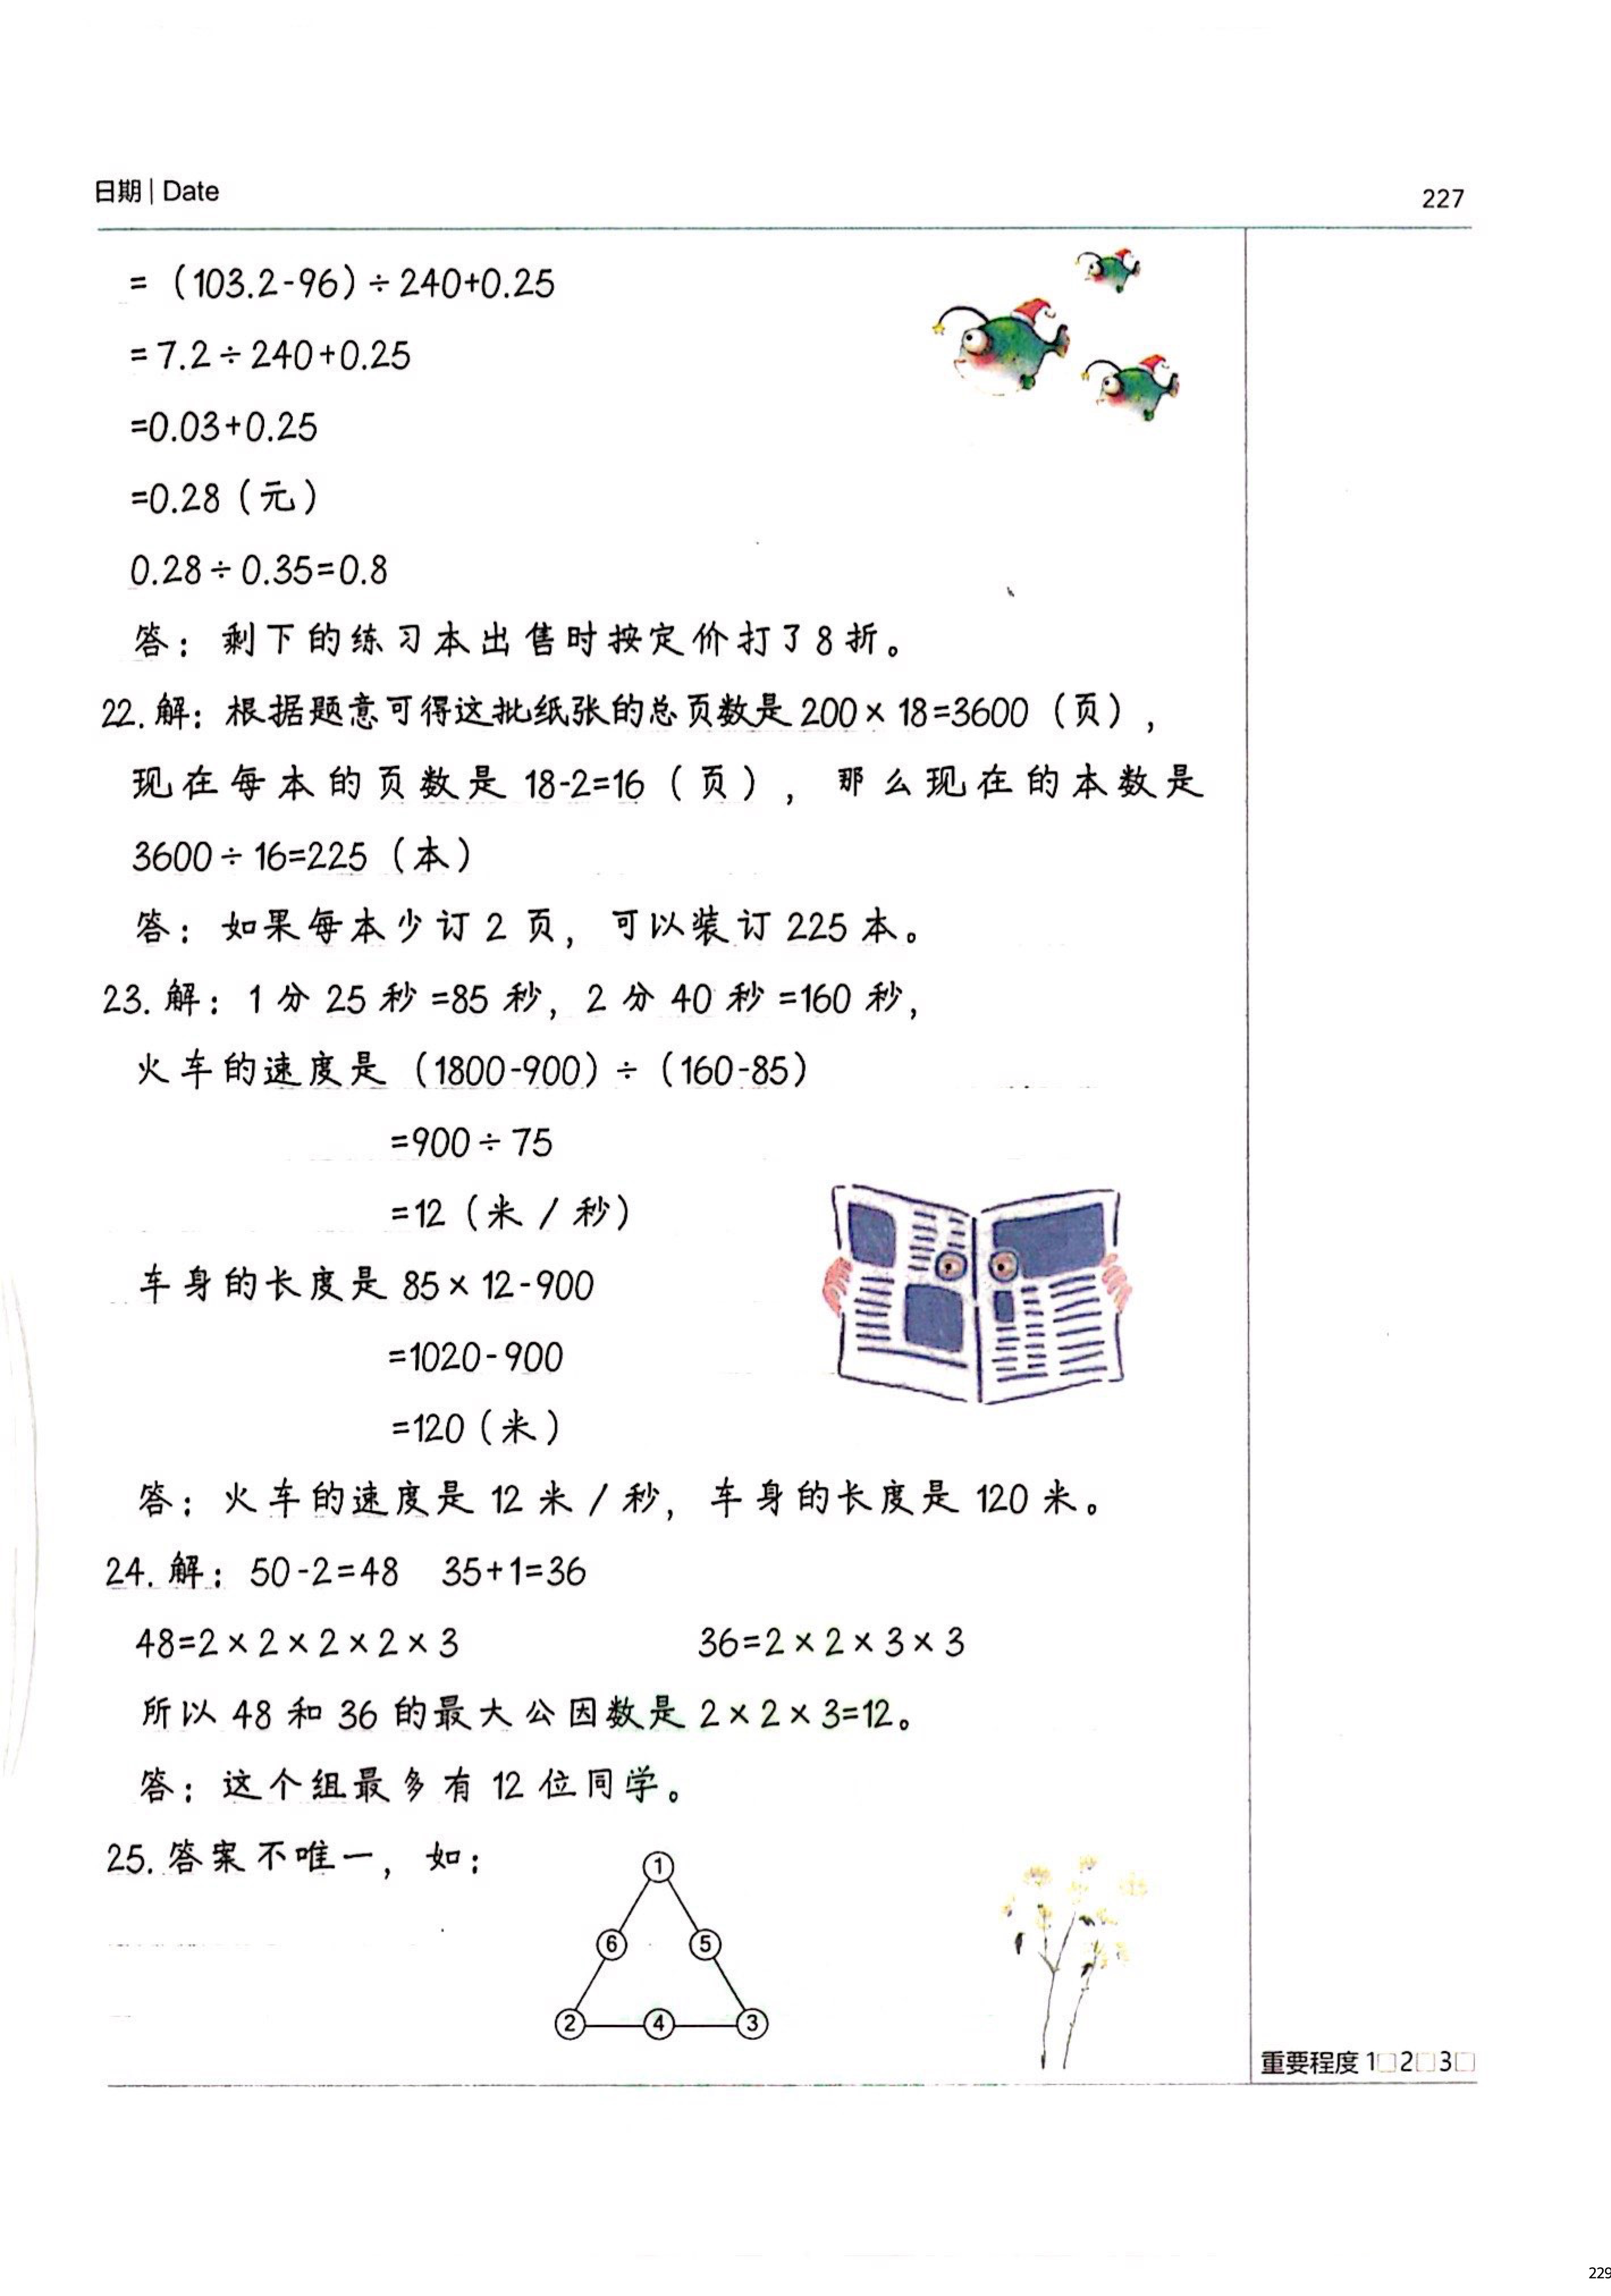 日期 | Date
227
=（103.2-96）÷240+0.25
=7.2÷240+0.25
=0.03+0.25
=0.28（元）
0.28÷0.35=0.8
答：剩下的练习本出售时按定价打了8折。
22.解：根据题意可得这批纸张的总页数是200×18=3600（页），
现在每本的页数是18-2=16（页），那么现在的本数是
3600÷16=225（本）
答：如果每本少订2页，可以装订225本。
23.解：1分25秒=85秒，2分40秒=160秒，
火车的速度是（1800-900）÷（160-85）
=900÷75
=12（米/秒）
车身的长度是85×12-900
=1020-900
=120（米）
答：火车的速度是12米/秒，车身的长度是120米。
24.解：50-2=48 35+1=36
48=2×2×2×2×3 36=2×2×3×3
所以48和36的最大公因数是2×2×3=12。
答：这个组最多有12位同学。
25.答案不唯一，如：
1
6 5
2 4 3
重要程度 1□2□3□
229